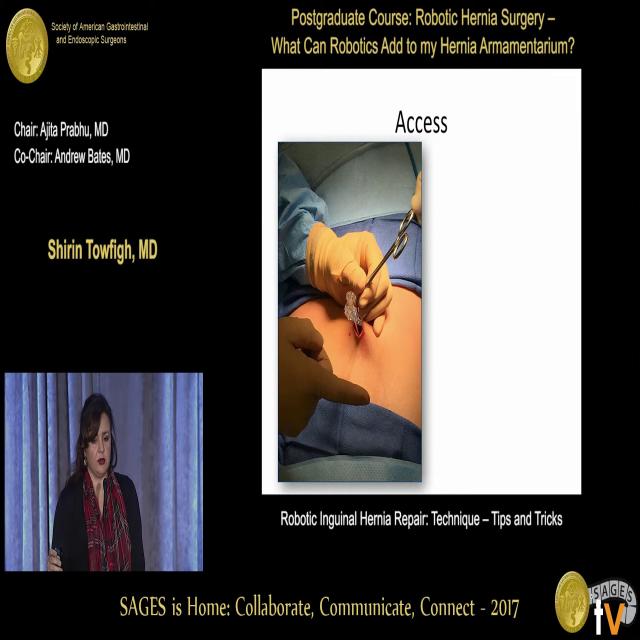 Society of American Gastrointestinal
and Endoscopic Surgeons
Postgraduate Course: Robotic Hernia Surgery –
What Can Robotics Add to my Hernia Armamentarium?
Chair: Ajita Prabhu, MD
Co-Chair: Andrew Bates, MD
Shirin Towfigh, MD
Access
Robotic Inguinal Hernia Repair: Technique – Tips and Tricks
SAGES is Home: Collaborate, Communicate, Connect - 2017
SAGES
tv